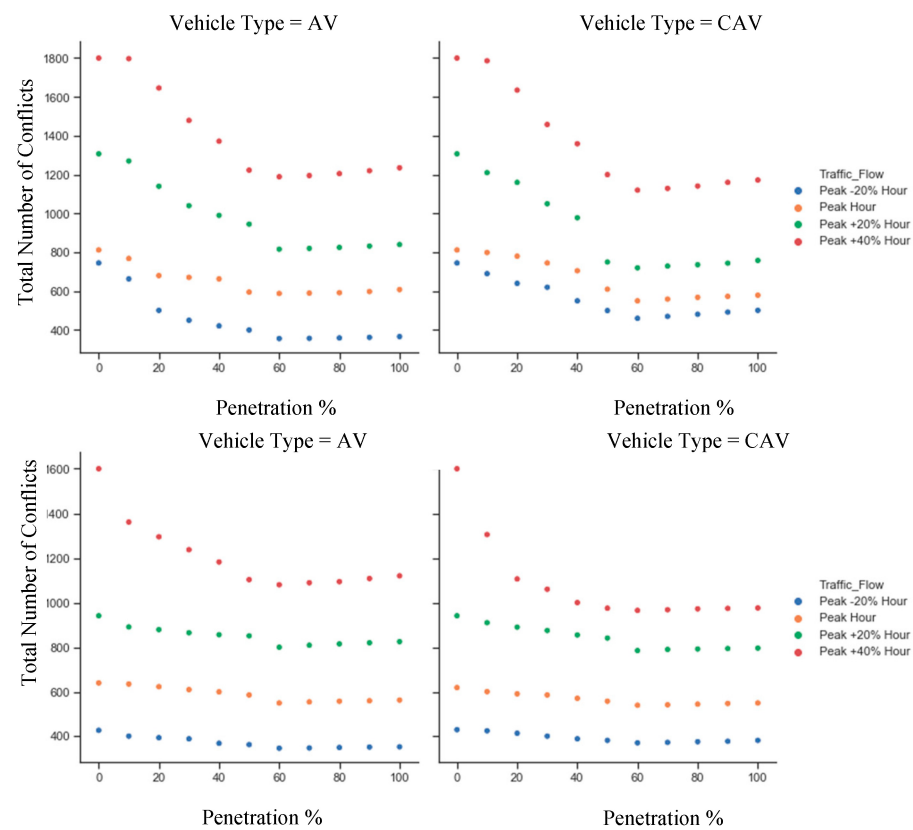 Vehicle Type = AV
Vehicle Type = CAV
Total Number of Conflicts
1800
1600
1400
1200
1000
800
600
400
0 20 40 60 80 100
0 20 40 60 80 100
Penetration %
Penetration %
Traffic_Flow
Peak -20% Hour
Peak Hour
Peak +20% Hour
Peak +40% Hour
Vehicle Type = AV
Vehicle Type = CAV
Total Number of Conflicts
1600
1400
1200
1000
800
600
400
0 20 40 60 80 100
0 20 40 60 80 100
Penetration %
Penetration %
Traffic_Flow
Peak -20% Hour
Peak Hour
Peak +20% Hour
Peak +40% Hour